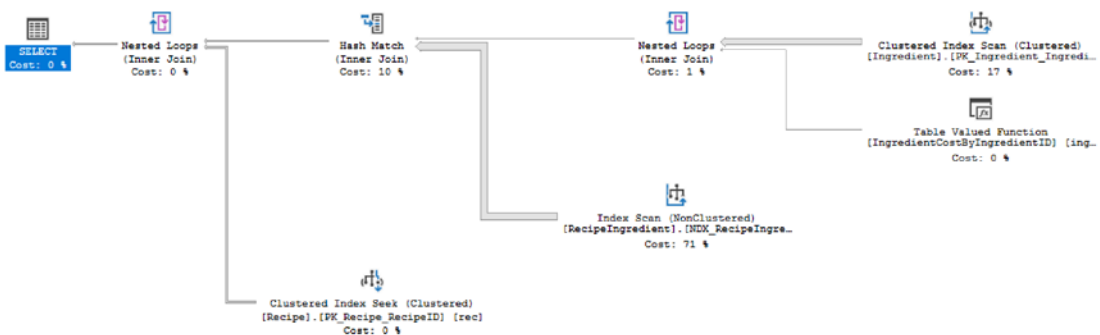 SELECT
Cost: 0 %
Nested Loops
(Inner Join)
Cost: 0 %
Hash Match
(Inner Join)
Cost: 10 %
Nested Loops
(Inner Join)
Cost: 1 %
Clustered Index Scan (Clustered)
[Ingredient].[PK_Ingredient_Ingredi…
Cost: 17 %
Table Valued Function
[IngredientCostByIngredientID] [ing…
Cost: 0 %
Index Scan (NonClustered)
[RecipeIngredient].[NDX_RecipeIngre…
Cost: 71 %
Clustered Index Seek (Clustered)
[Recipe].[PK_Recipe_RecipeID] [rec]
Cost: 0 %